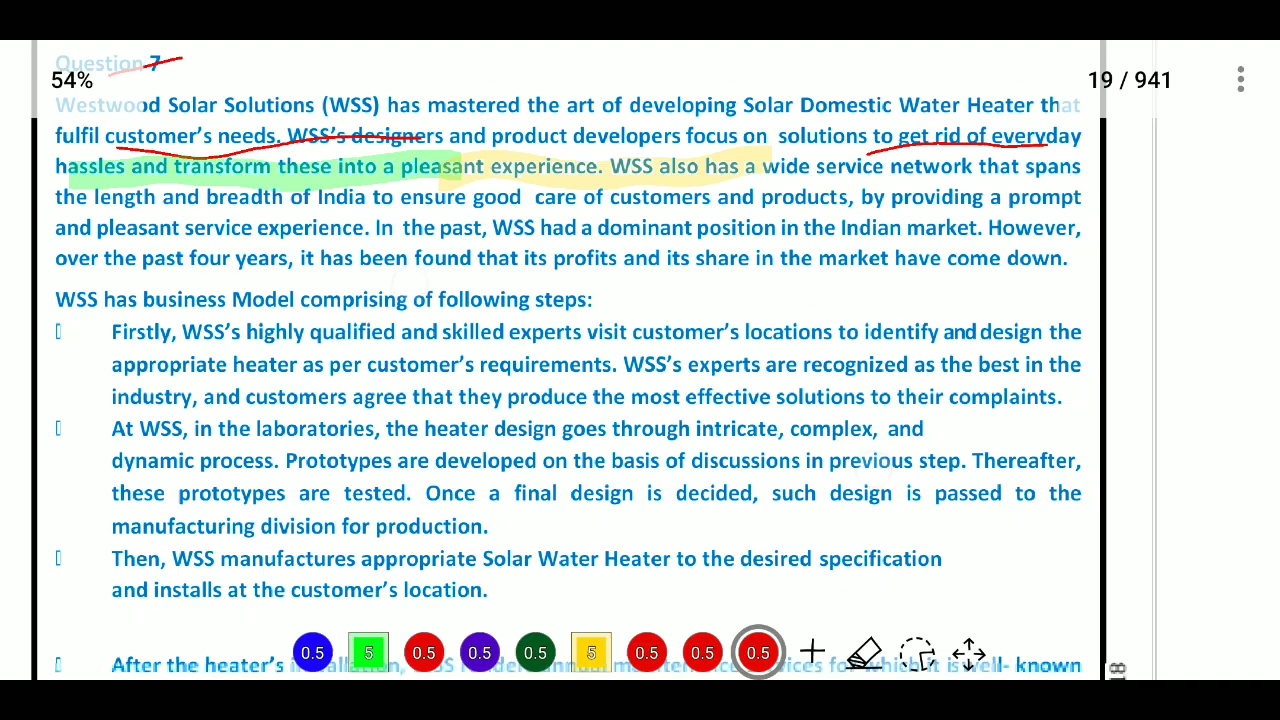 Question 7
54%
19 / 941
Westwood Solar Solutions (WSS) has mastered the art of developing Solar Domestic Water Heater that
fulfil customer's needs. WSS's designers and product developers focus on solutions to get rid of everyday
hassles and transform these into a pleasant experience. WSS also has a wide service network that spans
the length and breadth of India to ensure good care of customers and products, by providing a prompt
and pleasant service experience. In the past, WSS had a dominant position in the Indian market. However,
over the past four years, it has been found that its profits and its share in the market have come down.
WSS has business Model comprising of following steps:
Firstly, WSS's highly qualified and skilled experts visit customer's locations to identify and design the
appropriate heater as per customer's requirements. WSS's experts are recognized as the best in the
industry, and customers agree that they produce the most effective solutions to their complaints.
At WSS, in the laboratories, the heater design goes through intricate, complex, and
dynamic process. Prototypes are developed on the basis of discussions in previous step. Thereafter,
these prototypes are tested. Once a final design is decided, such design is passed to the
manufacturing division for production.
Then, WSS manufactures appropriate Solar Water Heater to the desired specification
and installs at the customer's location.
0.5 5 0.5 0.5 0.5 5 0.5 0.5 0.5
After the heater's for which it is well- known
18